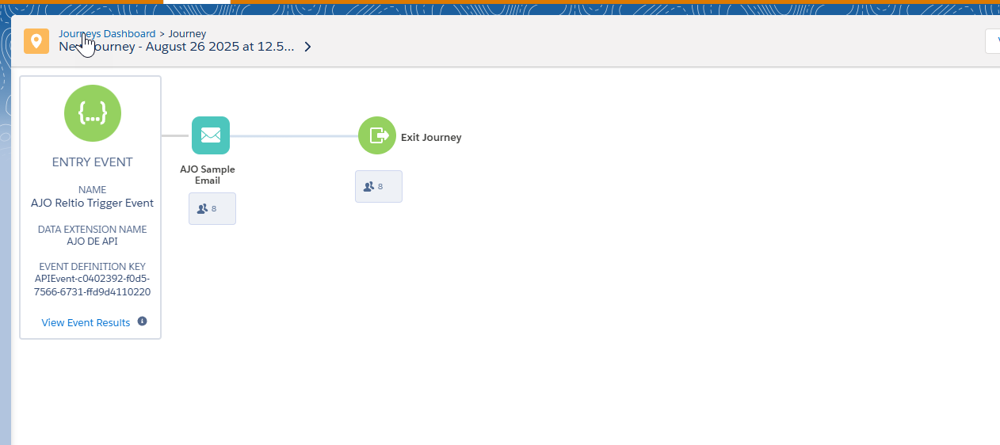 Journeys Dashboard > Journey
New Journey - August 26 2025 at 12.5...
{...}
ENTRY EVENT
NAME
AJO Reltio Trigger Event
DATA EXTENSION NAME
AJO DE API
EVENT DEFINITION KEY
APIEvent-c0402392-f0d5-
7566-6731-ffd9d4110220
View Event Results
AJO Sample
Email
8
Exit Journey
8